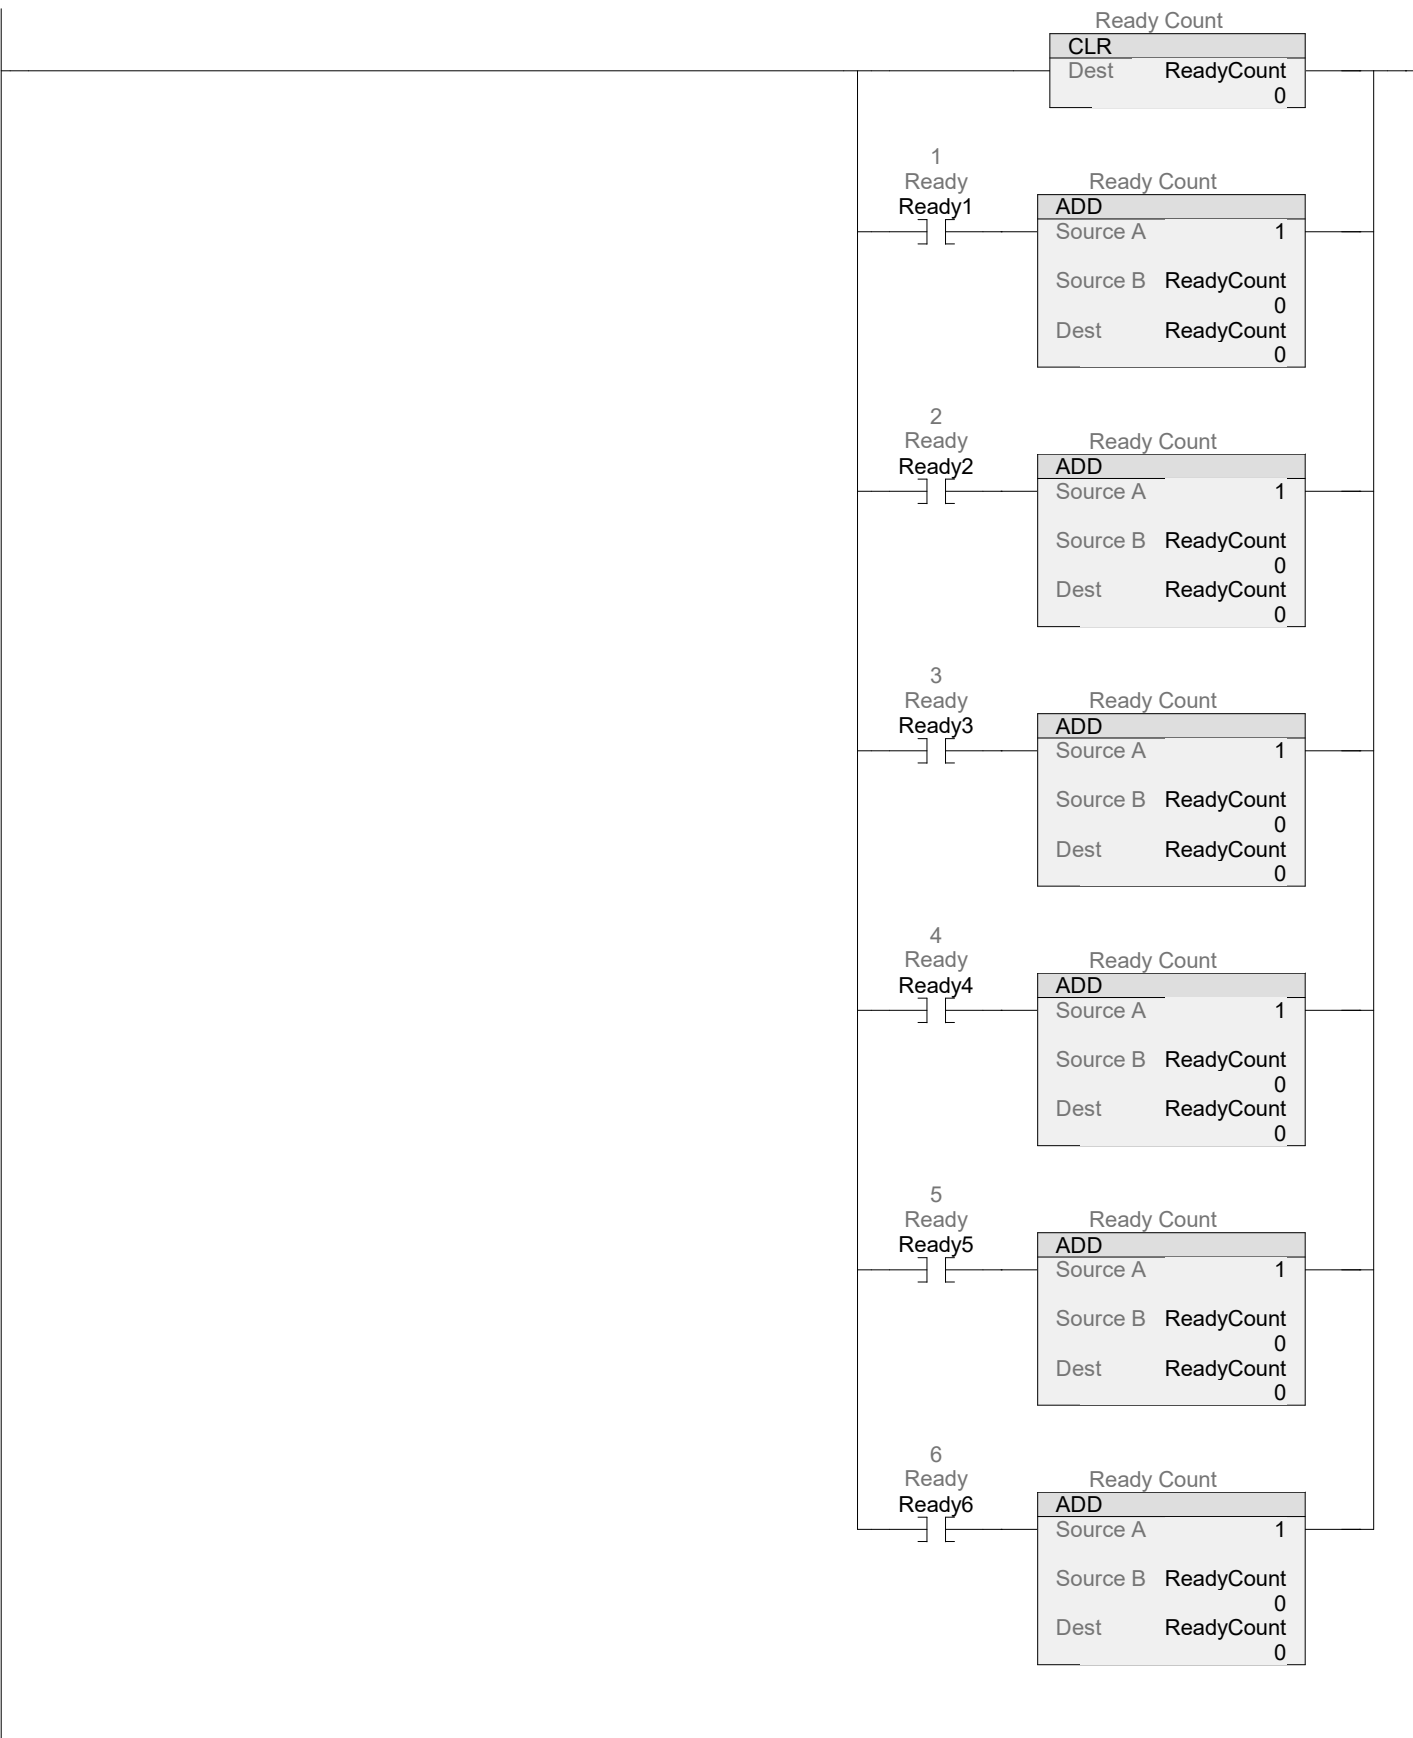 Ready Count
CLR
Dest ReadyCount
0
1
Ready
Ready1
Ready Count
ADD
Source A 1
Source B ReadyCount
0
Dest ReadyCount
0
2
Ready
Ready2
Ready Count
ADD
Source A 1
Source B ReadyCount
0
Dest ReadyCount
0
3
Ready
Ready3
Ready Count
ADD
Source A 1
Source B ReadyCount
0
Dest ReadyCount
0
4
Ready
Ready4
Ready Count
ADD
Source A 1
Source B ReadyCount
0
Dest ReadyCount
0
5
Ready
Ready5
Ready Count
ADD
Source A 1
Source B ReadyCount
0
Dest ReadyCount
0
6
Ready
Ready6
Ready Count
ADD
Source A 1
Source B ReadyCount
0
Dest ReadyCount
0